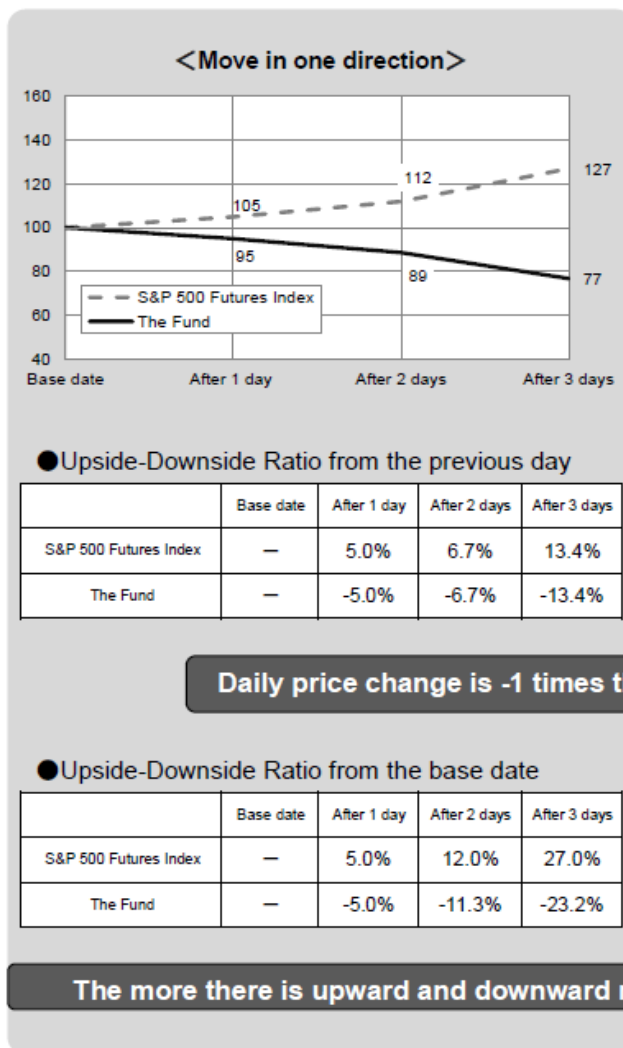 ＜Move in one direction＞
160
140
120
100
80
60
40
105
112
127
95
89
77
S&P 500 Futures Index
The Fund
Base date After 1 day After 2 days After 3 days
●Upside-Downside Ratio from the previous day
Base date After 1 day After 2 days After 3 days
S&P 500 Futures Index — 5.0% 6.7% 13.4%
The Fund — -5.0% -6.7% -13.4%
Daily price change is -1 times
●Upside-Downside Ratio from the base date
Base date After 1 day After 2 days After 3 days
S&P 500 Futures Index — 5.0% 12.0% 27.0%
The Fund — -5.0% -11.3% -23.2%
The more there is upward and downward